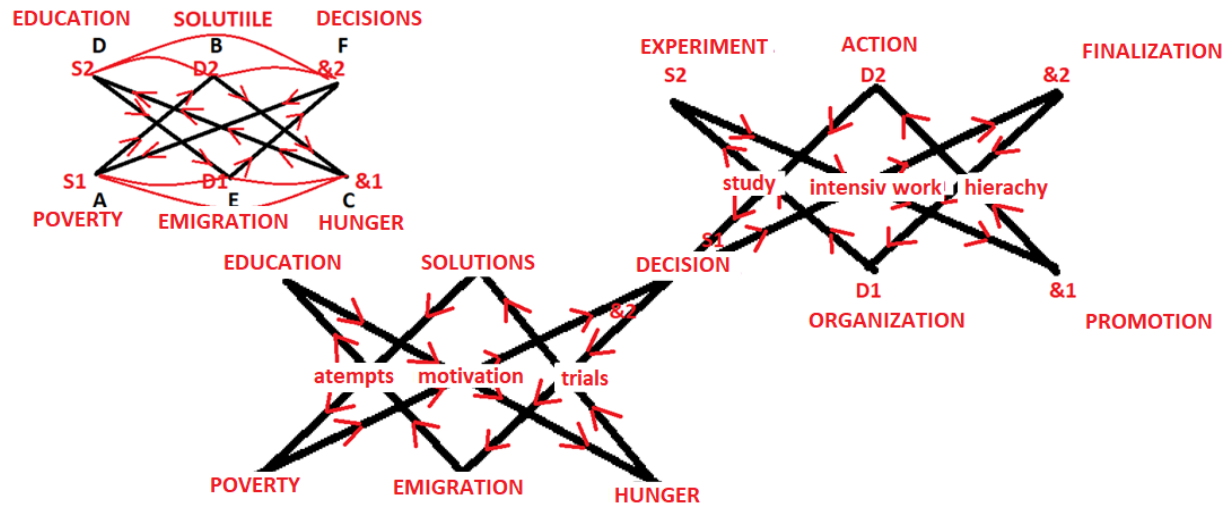 EDUCATION SOLUTIILE DECISIONS
D B F
S2 D2 &2
S1 D1 &1
A E C
POVERTY EMIGRATION HUNGER
EXPERIMENT ACTION FINALIZATION
S2 D2 &2
study intensiv work hierachy
S1
D1 &1
ORGANIZATION PROMOTION
EDUCATION SOLUTIONS DECISION
&2
atempts motivation trials
POVERTY EMIGRATION HUNGER